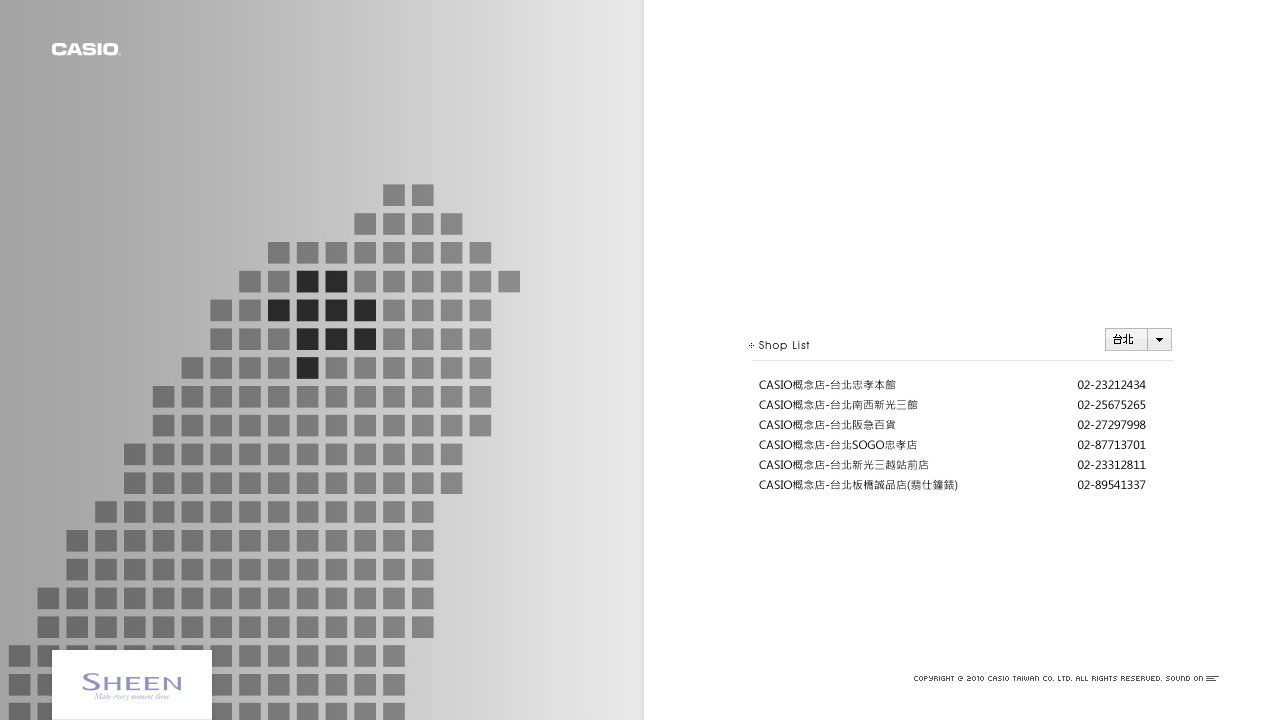 CASIO
Shop List
台北
CASIO概念店-台北忠孝本館 02-23212434
CASIO概念店-台北南西新光三館 02-25675265
CASIO概念店-台北阪急百貨 02-27297998
CASIO概念店-台北SOGO忠孝店 02-87713701
CASIO概念店-台北新光三越站前店 02-23312811
CASIO概念店-台北板橋誠品店(翡仕鐘錶) 02-89541337
SHEEN
Make every moment shine
COPYRIGHT © 2010 CASIO TAIWAN CO. LTD. ALL RIGHTS RESERVED. SOUND ON